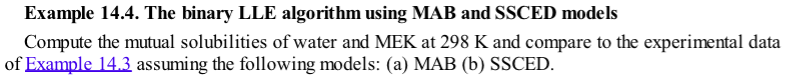 Example 14.4. The binary LLE algorithm using MAB and SSCED models
Compute the mutual solubilities of water and MEK at 298 K and compare to the experimental data
of Example 14.3 assuming the following models: (a) MAB (b) SSCED.